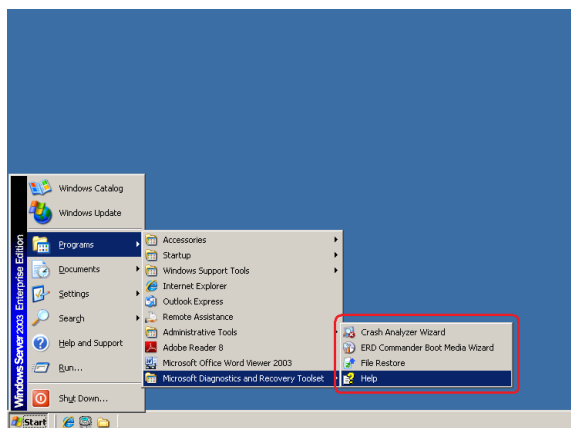 Windows Catalog
Windows Update
Programs
Documents
Settings
Search
Help and Support
Run...
Shut Down...
Windows Server 2003 Enterprise Edition
Accessories
Startup
Windows Support Tools
Internet Explorer
Outlook Express
Remote Assistance
Administrative Tools
Adobe Reader 8
Microsoft Office Word Viewer 2003
Microsoft Diagnostics and Recovery Toolset
Crash Analyzer Wizard
ERD Commander Boot Media Wizard
File Restore
Help
Start